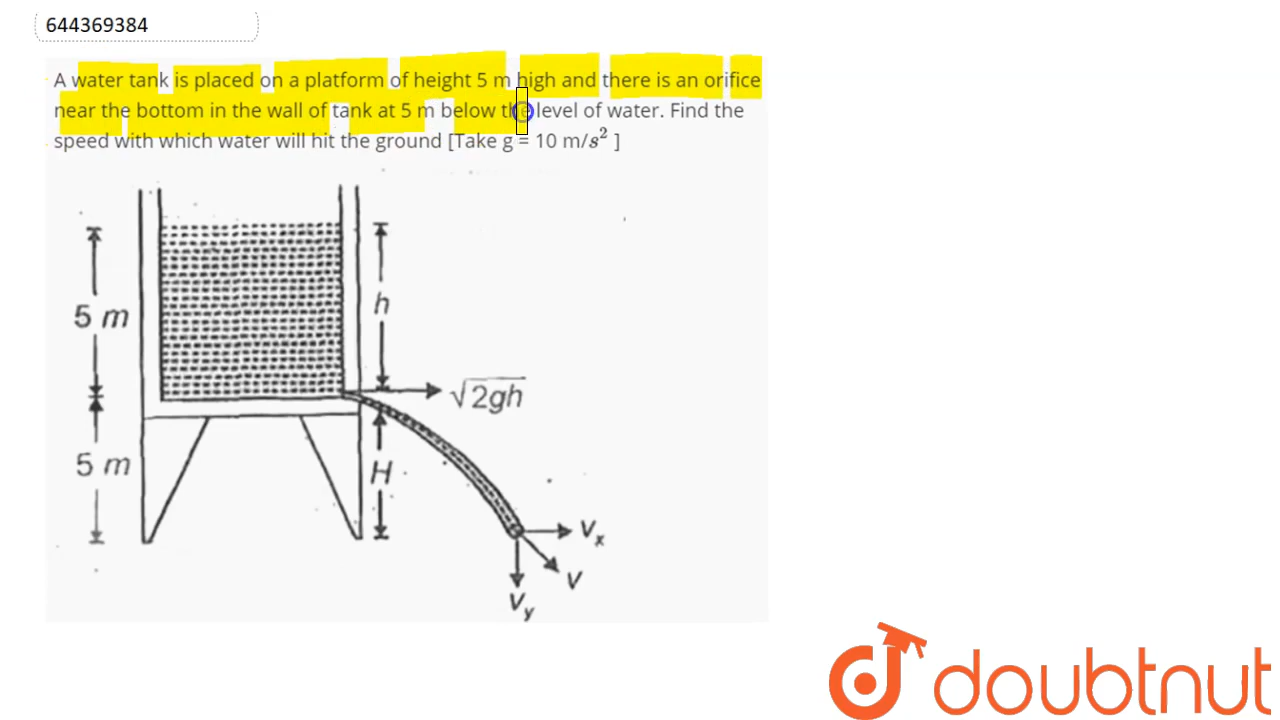 644369384
A water tank is placed on a platform of height 5 m high and there is an orifice
near the bottom in the wall of tank at 5 m below the level of water. Find the
speed with which water will hit the ground [Take g = 10 m/s² ]
5 m
h
√2gh
5 m
H
Vx
V
Vy
doubtnut